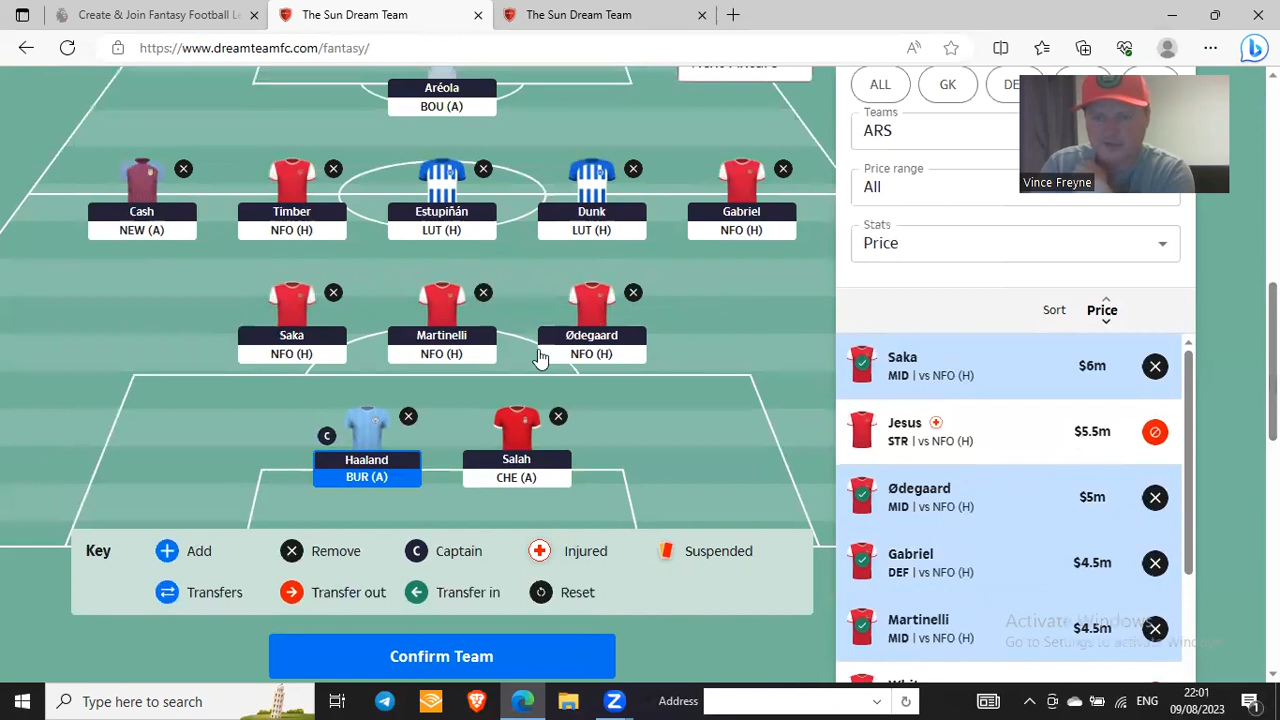 Create & Join Fantasy Football Le
The Sun Dream Team
The Sun Dream Team
https://www.dreamteamfc.com/fantasy/
Aréola
BOU (A)
Cash
NEW (A)
Timber
NFO (H)
Estupiñán
LUT (H)
Dunk
LUT (H)
Gabriel
NFO (H)
Saka
NFO (H)
Martinelli
NFO (H)
Ødegaard
NFO (H)
C
Haaland
BUR (A)
Salah
CHE (A)
Key
Add
Remove
C Captain
Injured
Suspended
Transfers
Transfer out
Transfer in
Reset
Confirm Team
ALL
GK
DE
Teams
ARS
Price range
All
Stats
Price
Vince Freyne
Sort Price
Saka
MID | vs NFO (H)
$6m
Jesus
STR | vs NFO (H)
$5.5m
Ødegaard
MID | vs NFO (H)
$5m
Gabriel
DEF | vs NFO (H)
$4.5m
Martinelli
MID | vs NFO (H)
$4.5m
Activate Windows
Go to Settings to activate Windows.
Type here to search
Address
ENG
22:01
09/08/2023